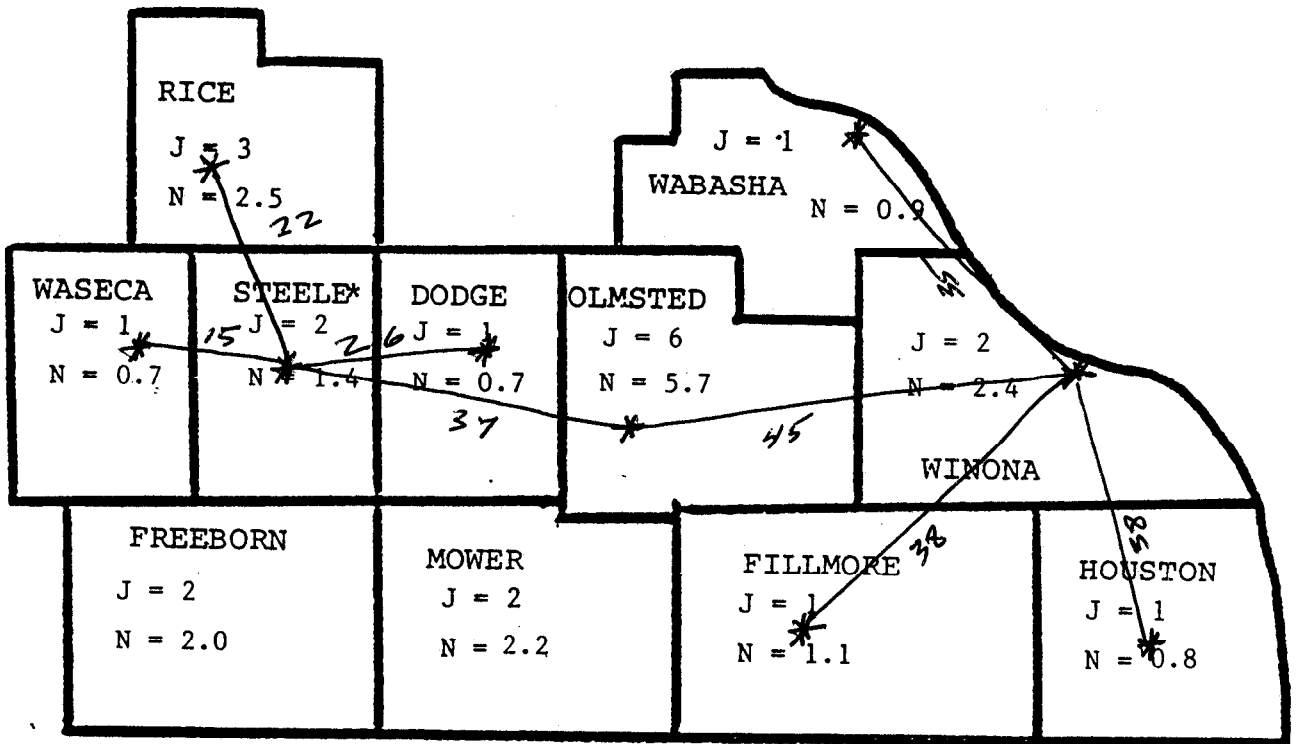 RICE
J = 3
N = 2.5
22
J = 1
WABASHA
N = 0.9
WASECA
J = 1
N = 0.7
15
STEELE*
J = 2
N = 1.4
26
DODGE
J = 1
N = 0.7
37
OLMSTED
J = 6
N = 5.7
45
J = 2
N = 2.4
WINONA
FREEBORN
J = 2
N = 2.0
MOWER
J = 2
N = 2.2
FILLMORE
J = 1
N = 1.1
38
HOUSTON
J = 1
N = 0.8